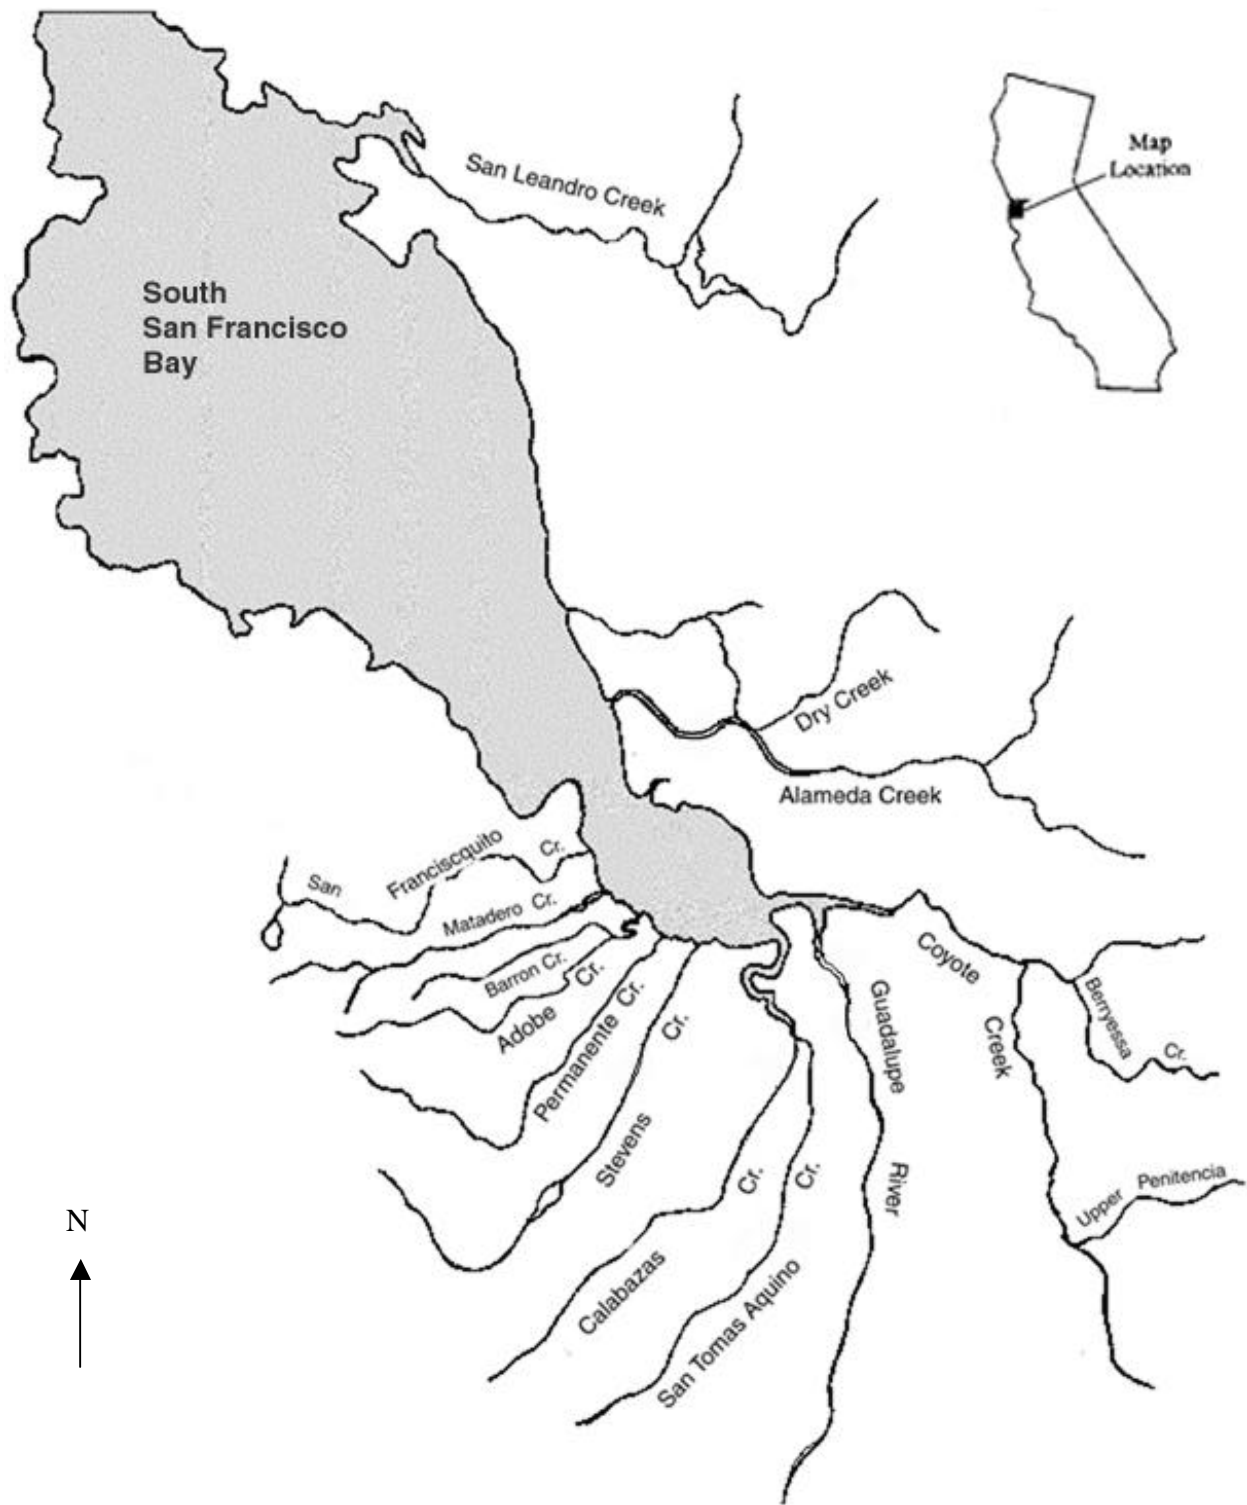 San Leandro Creek
Map
Location
South
San Francisco
Bay
Dry Creek
Alameda Creek
San Franciscquito Cr.
Matadero Cr.
Barron Cr.
Adobe Cr.
Permanente Cr.
Stevens Cr.
Calabazas Cr.
San Tomas Aquino Cr.
Guadalupe River
Coyote Creek
Berryessa Cr.
Upper Penitencia
N